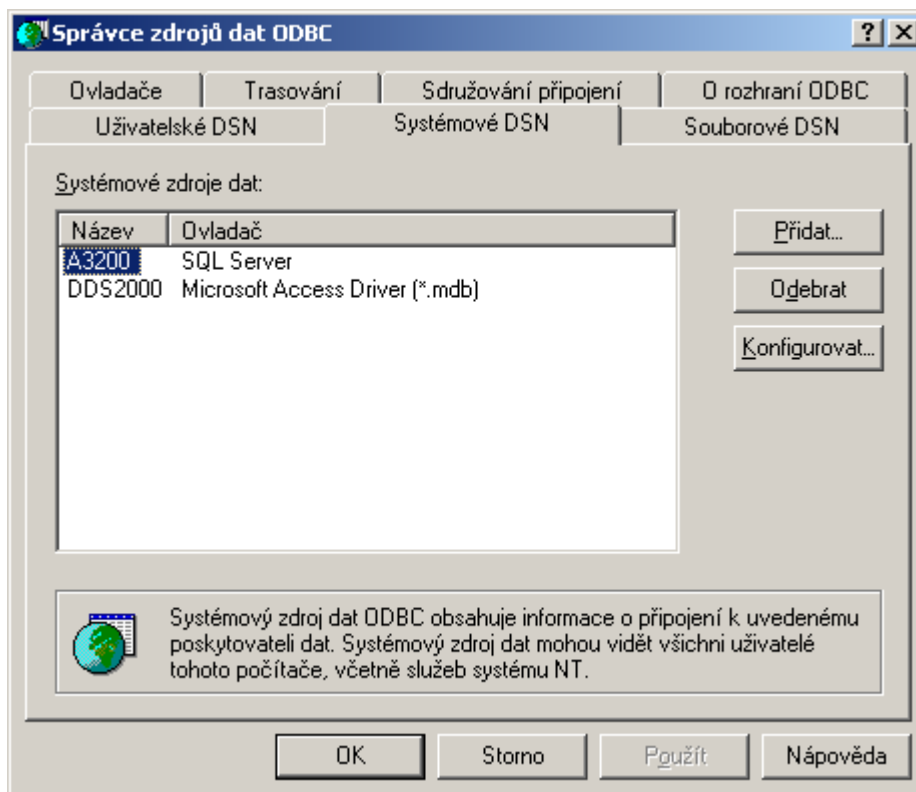 Správce zdrojů dat ODBC
Ovladače Trasování Sdružování připojení O rozhraní ODBC
Uživatelské DSN Systémové DSN Souborové DSN
Systémové zdroje dat:
Název Ovladač
A3200 SQL Server
DDS2000 Microsoft Access Driver (*.mdb)
Přidat...
Odebrat
Konfigurovat...
Systémový zdroj dat ODBC obsahuje informace o připojení k uvedenému
poskytovateli dat. Systémový zdroj dat mohou vidět všichni uživatelé
tohoto počítače, včetně služeb systému NT.
OK Storno Použít Nápověda